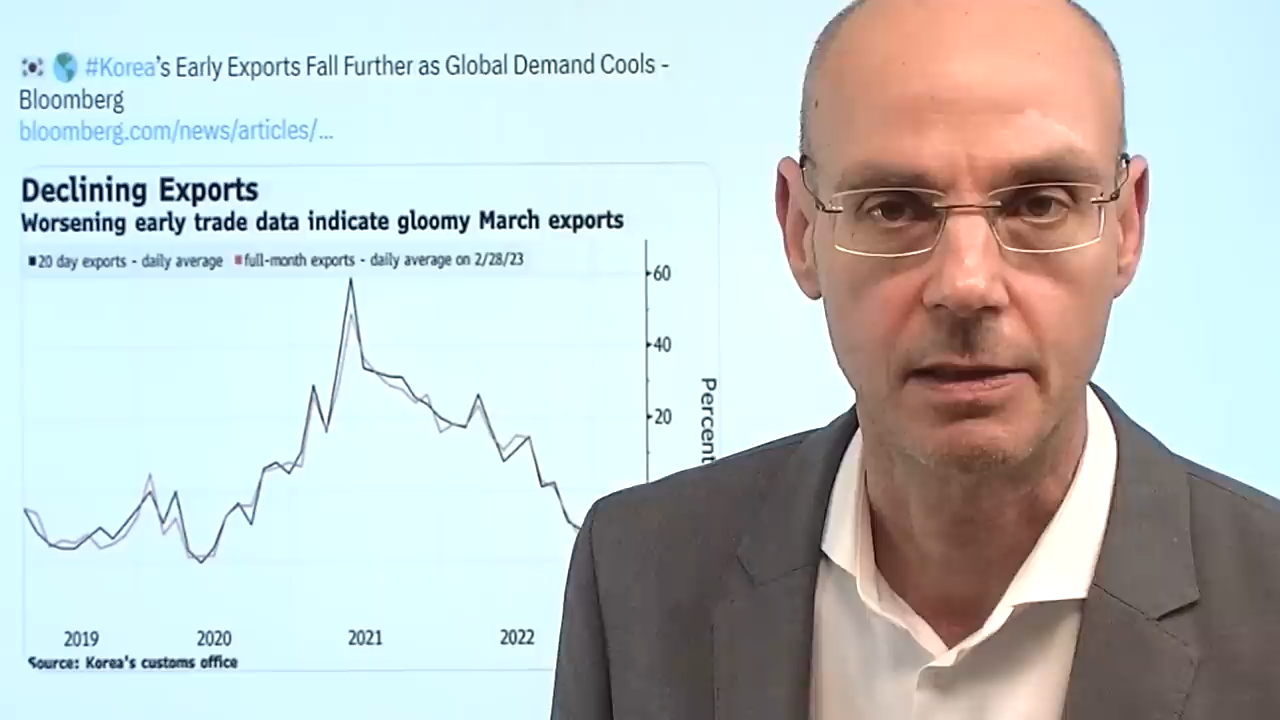 #Korea's Early Exports Fall Further as Global Demand Cools -
Bloomberg
bloomberg.com/news/articles/...
Declining Exports
Worsening early trade data indicate gloomy March exports
20 day exports - daily average full-month exports - daily average on 2/28/23
60
40
20
Percent
2019 2020 2021 2022
Source: Korea's customs office